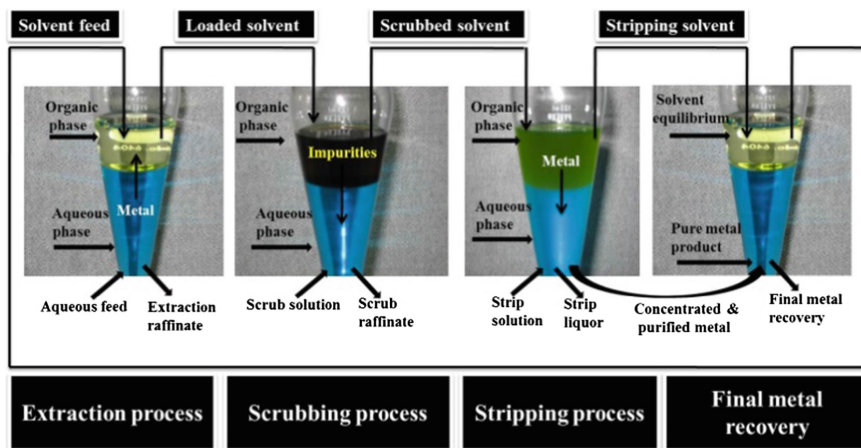 Solvent feed
Loaded solvent
Scrubbed solvent
Stripping solvent
Organic
phase
Metal
Aqueous
phase
Aqueous feed
Extraction
raffinate
Organic
phase
Impurities
Aqueous
phase
Scrub solution
Scrub
raffinate
Organic
phase
Metal
Aqueous
phase
Strip
solution
Strip
liquor
Concentrated &
purified metal
Solvent
equilibrium
Pure metal
product
Final metal
recovery
Extraction process
Scrubbing process
Stripping process
Final metal
recovery